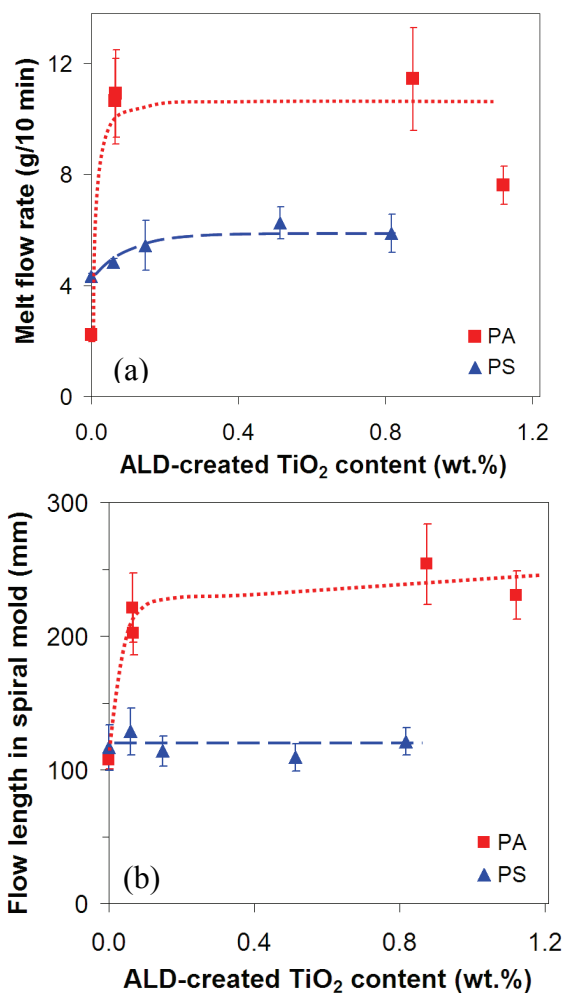 12
8
4
0
Melt flow rate (g/10 min)
(a)
PA
PS
0.0 0.4 0.8 1.2
ALD-created TiO₂ content (wt.%)
300
200
100
0
Flow length in spiral mold (mm)
(b)
PA
PS
0.0 0.4 0.8 1.2
ALD-created TiO₂ content (wt.%)